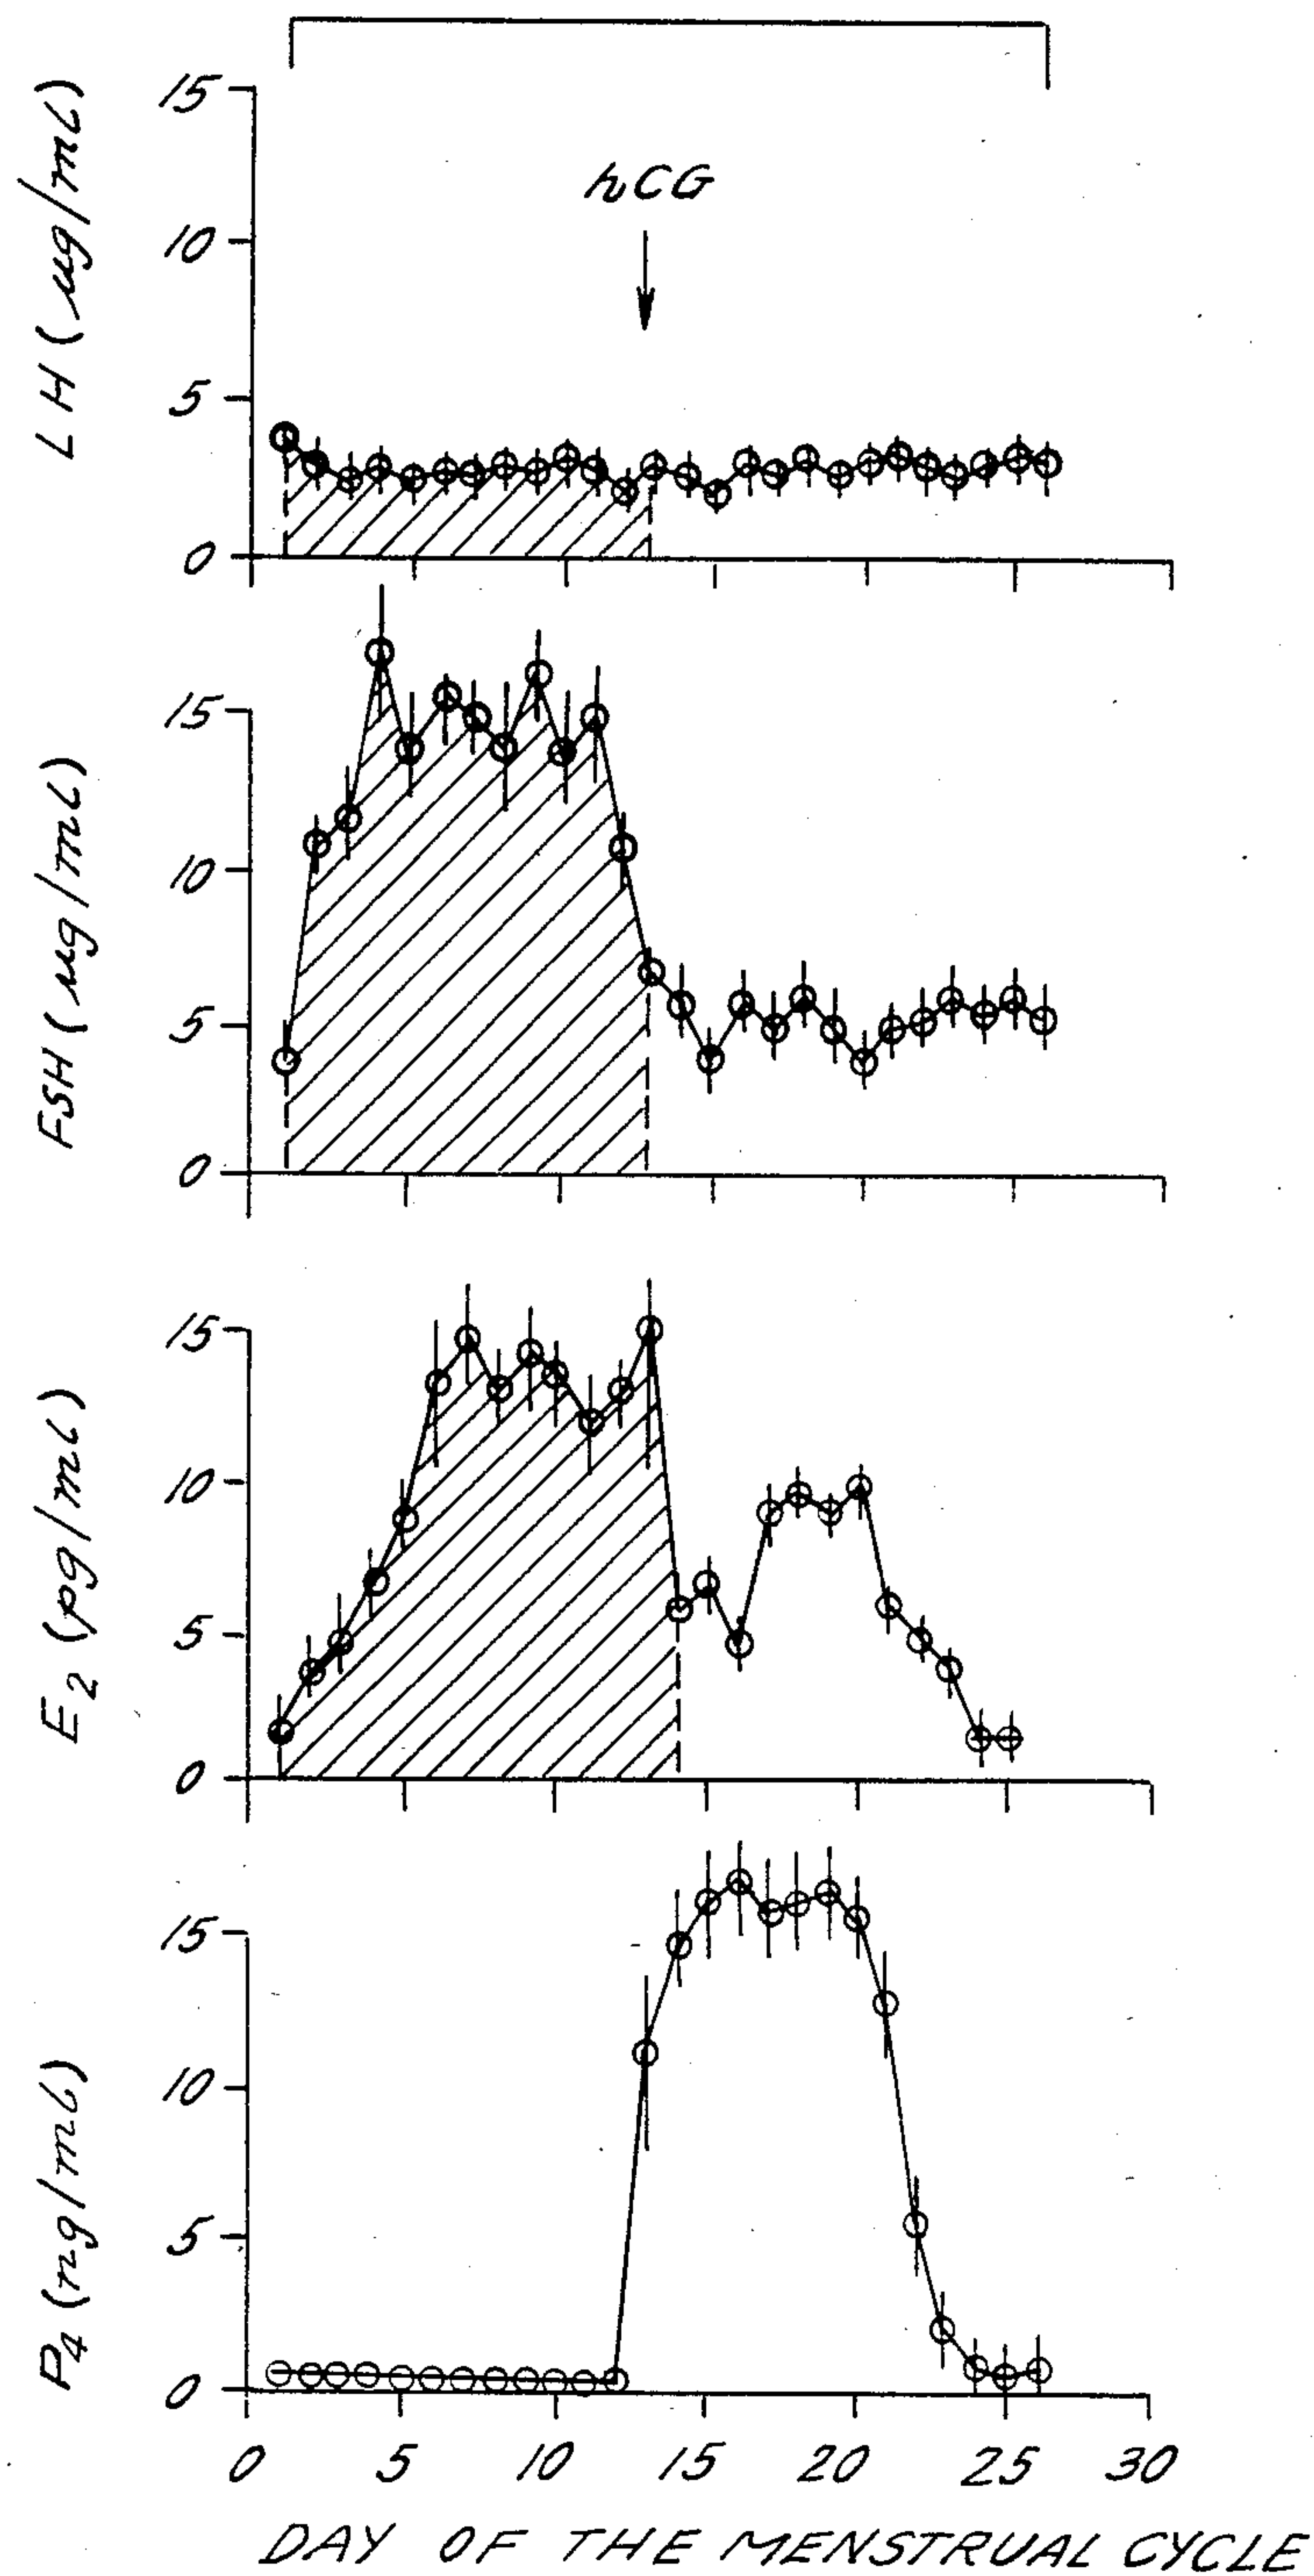 hCG
LH (ug/mL)
15
10
5
0
FSH (ug/mL)
15
10
5
0
E2 (pg/mL)
15
10
5
0
P4 (ng/mL)
15
10
5
0
0 5 10 15 20 25 30
DAY OF THE MENSTRUAL CYCLE